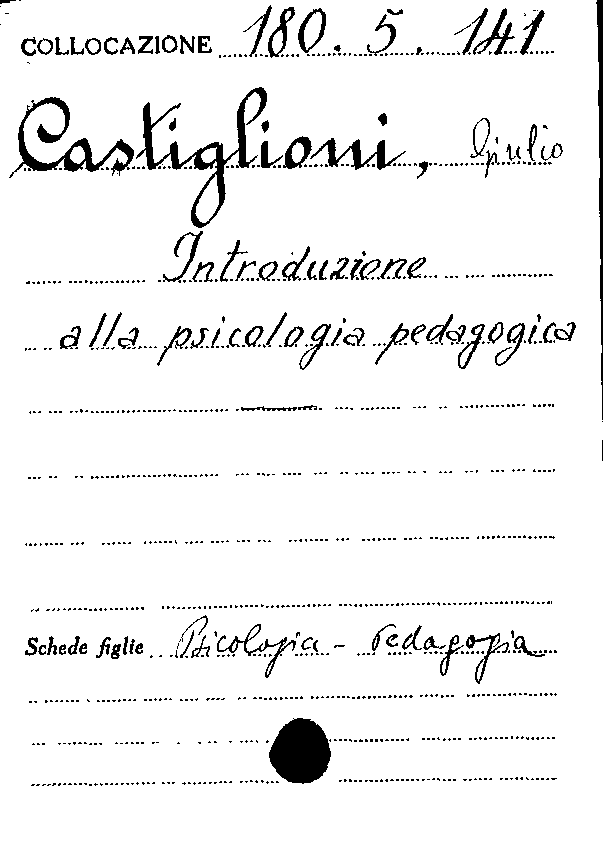 COLLOCAZIONE 180. 5. 141
Castiglioni, Giulio
Introduzione
alla psicologia pedagogica
Schede figlie Psicologia - Pedagogia